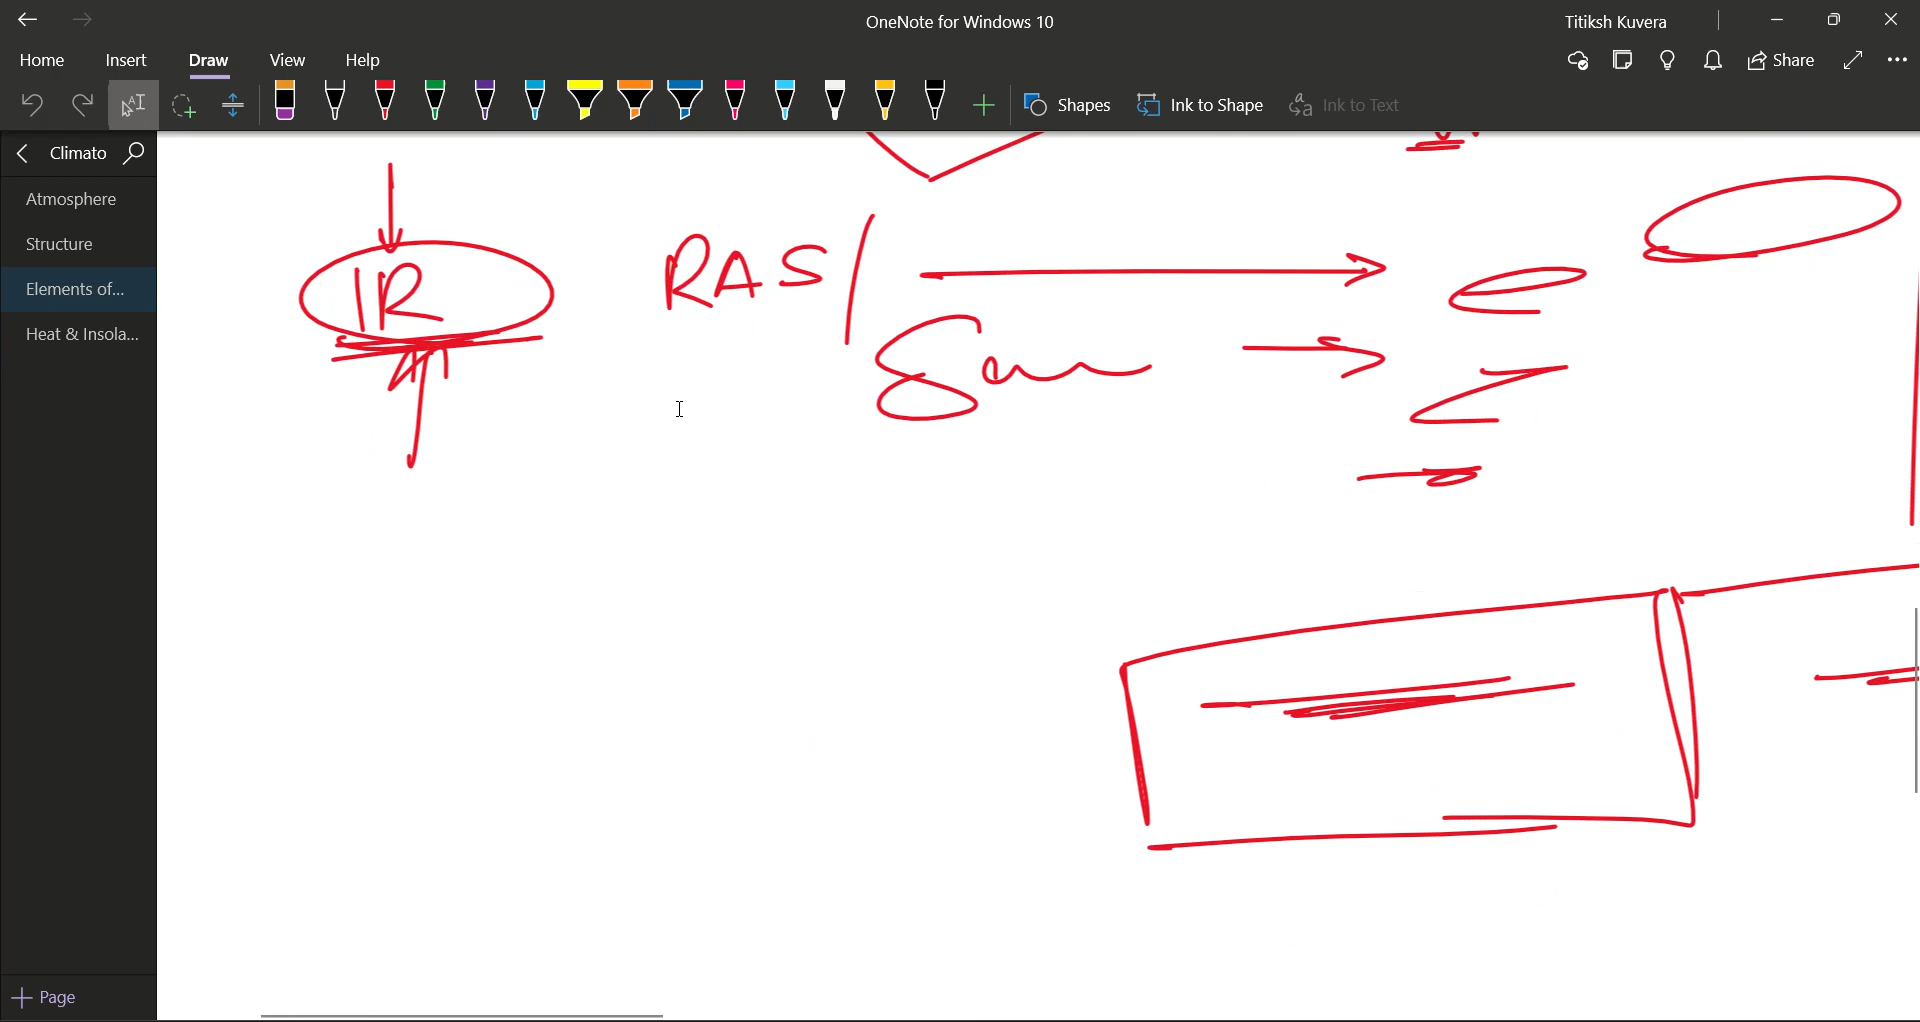 OneNote for Windows 10
Titiksh Kuvera
Home Insert Draw View Help
Share
Shapes
Ink to Shape
Ink to Text
Climato
Atmosphere
Structure
Elements of...
Heat & Insola...
IR
RAS
Page